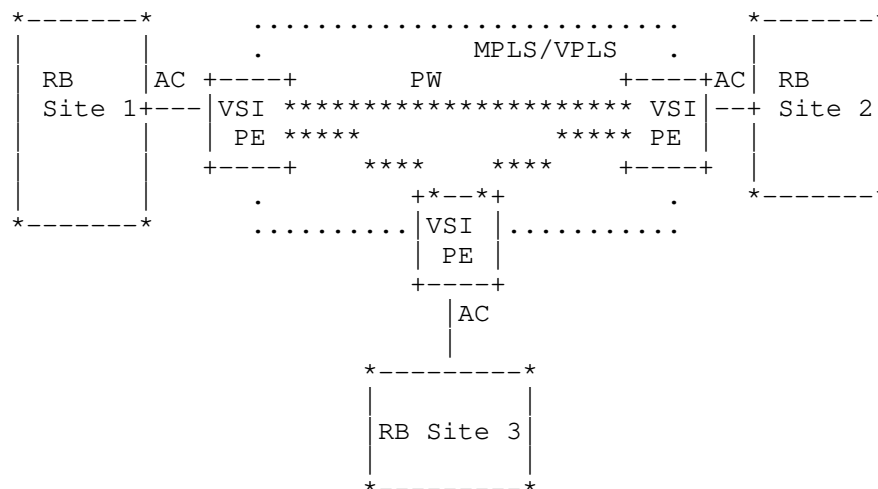 MPLS/VPLS
RB AC PW AC RB
Site 1 VSI VSI Site 2
PE PE
VSI
PE
AC
RB Site 3